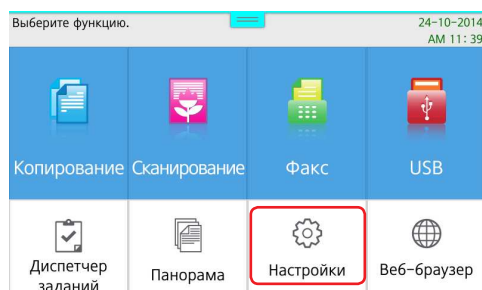 Выберите функцию.
24-10-2014
AM 11:39
Копирование
Сканирование
Факс
USB
Диспетчер
заданий
Панорама
Настройки
Веб-браузер